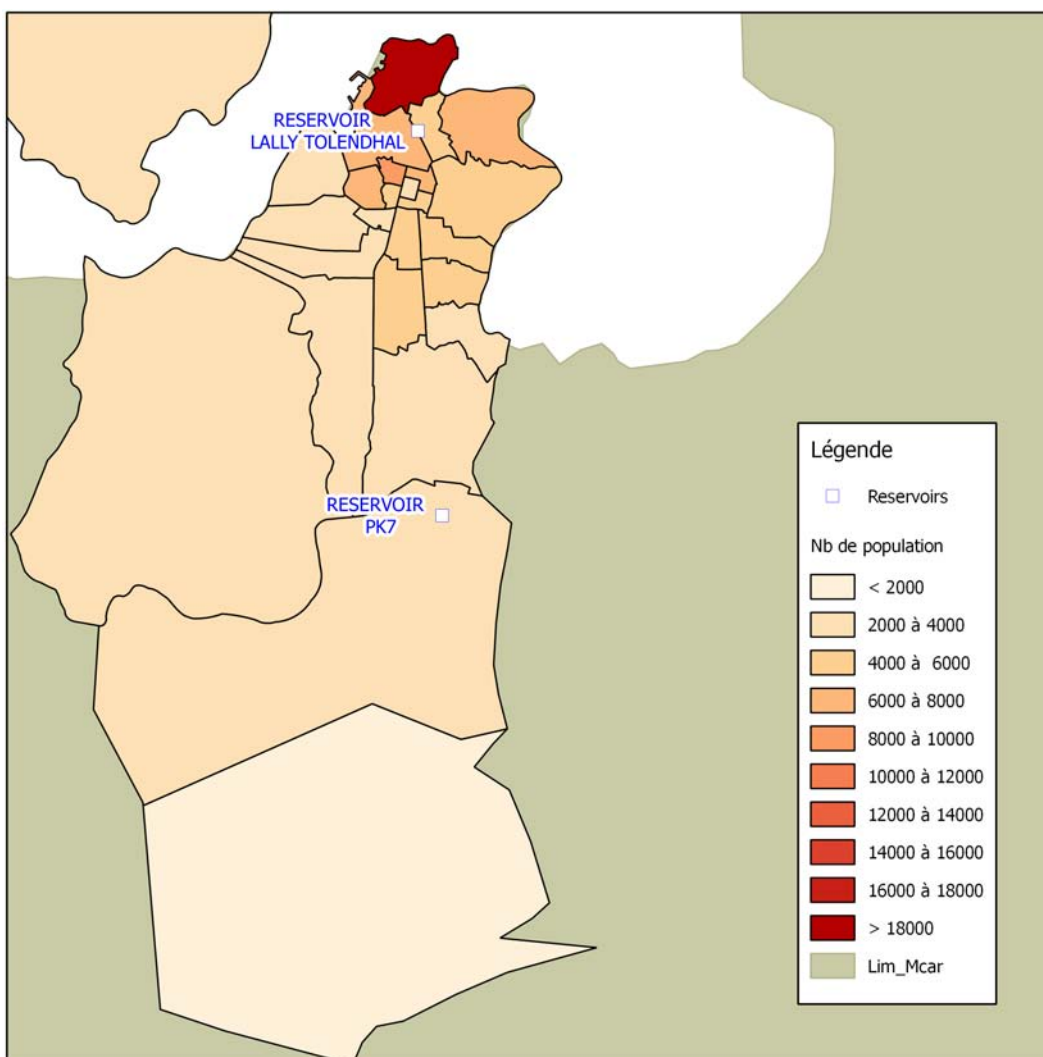 RESERVOIR
LALLY TOLENDHAL
RESERVOIR
PK7
Légende
Reservoirs
Nb de population
< 2000
2000 à 4000
4000 à 6000
6000 à 8000
8000 à 10000
10000 à 12000
12000 à 14000
14000 à 16000
16000 à 18000
> 18000
Lim_Mcar